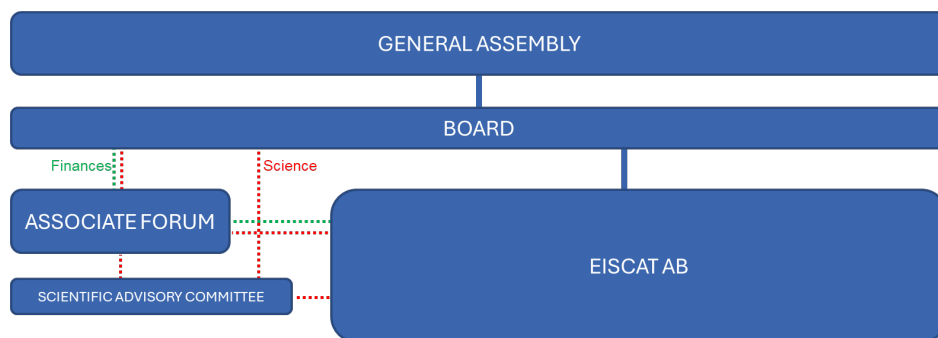 GENERAL ASSEMBLY
BOARD
Finances
Science
ASSOCIATE FORUM
EISCAT AB
SCIENTIFIC ADVISORY COMMITTEE